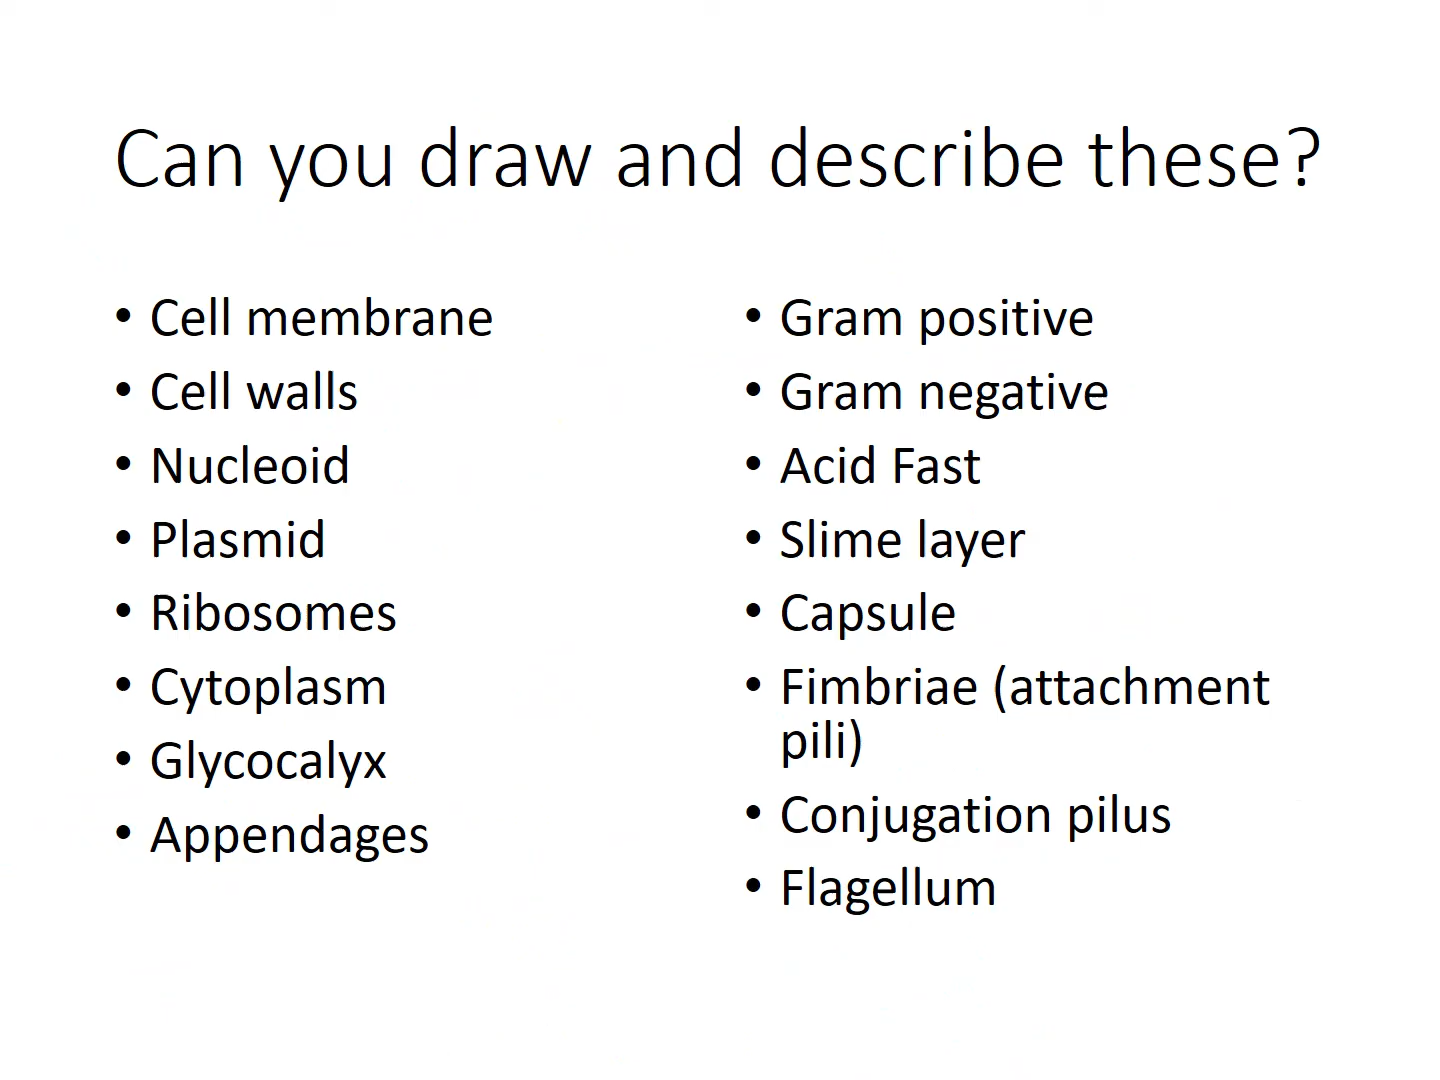 Can you draw and describe these?
• Cell membrane
• Cell walls
• Nucleoid
• Plasmid
• Ribosomes
• Cytoplasm
• Glycocalyx
• Appendages
• Gram positive
• Gram negative
• Acid Fast
• Slime layer
• Capsule
• Fimbriae (attachment
pili)
• Conjugation pilus
• Flagellum